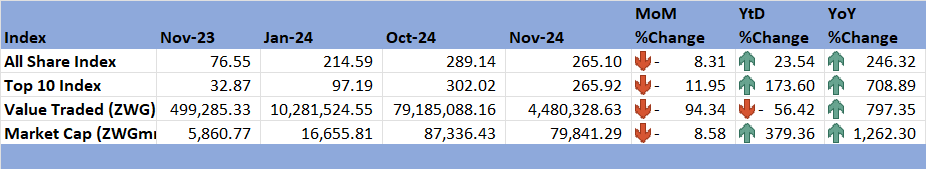 MoM YtD YoY
Index Nov-23 Jan-24 Oct-24 Nov-24 %Change %Change %Change
All Share Index 76.55 214.59 289.14 265.10 - 8.31 23.54 246.32
Top 10 Index 32.87 97.19 302.02 265.92 - 11.95 173.60 708.89
Value Traded (ZWG) 499,285.33 10,281,524.55 79,185,088.16 4,480,328.63 - 94.34 - 56.42 797.35
Market Cap (ZWGm 5,860.77 16,655.81 87,336.43 79,841.29 - 8.58 379.36 1,262.30